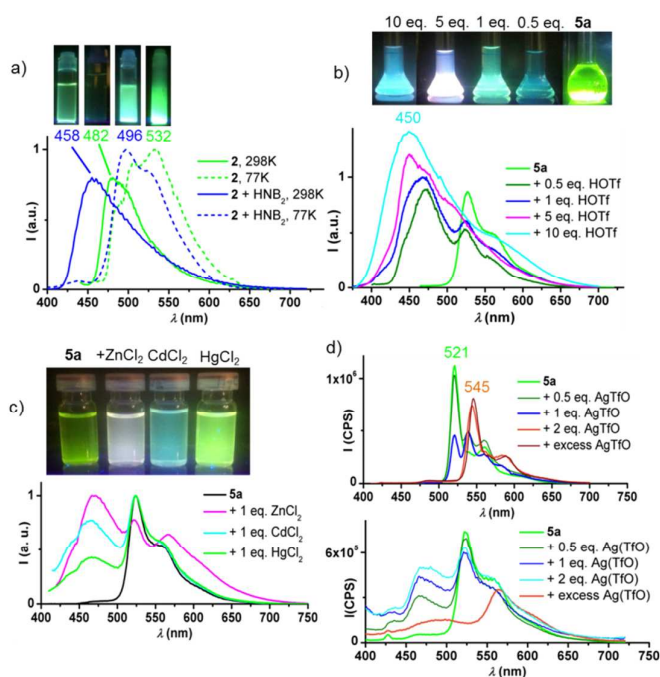 a)
458 482 496 532
2, 298K
2, 77K
2 + HNB2, 298K
2 + HNB2, 77K
I (a.u.)
1
0
400 450 500 550 600 650 700
λ (nm)
b)
10 eq. 5 eq. 1 eq. 0.5 eq. 5a
450
5a
+ 0.5 eq. HOTf
+ 1 eq. HOTf
+ 5 eq. HOTf
+ 10 eq. HOTf
I (a.u.)
1
0
400 450 500 550 600 650 700
λ (nm)
c)
5a +ZnCl2 CdCl2 HgCl2
5a
+ 1 eq. ZnCl2
+ 1 eq. CdCl2
+ 1 eq. HgCl2
I (a. u.)
1
0
400 450 500 550 600 650 700 750
λ (nm)
d)
521
545
5a
+ 0.5 eq. AgTfO
+ 1 eq. AgTfO
+ 2 eq. AgTfO
+ excess AgTfO
I (CPS)
1x10⁶
0
400 450 500 550 600 650 700 750
λ (nm)
5a
+ 0.5 eq. Ag(TfO)
+ 1 eq. Ag(TfO)
+ 2 eq. Ag(TfO)
+ excess Ag(TfO)
I(CPS)
6x10⁵
0
400 450 500 550 600 650 700 750
λ (nm)